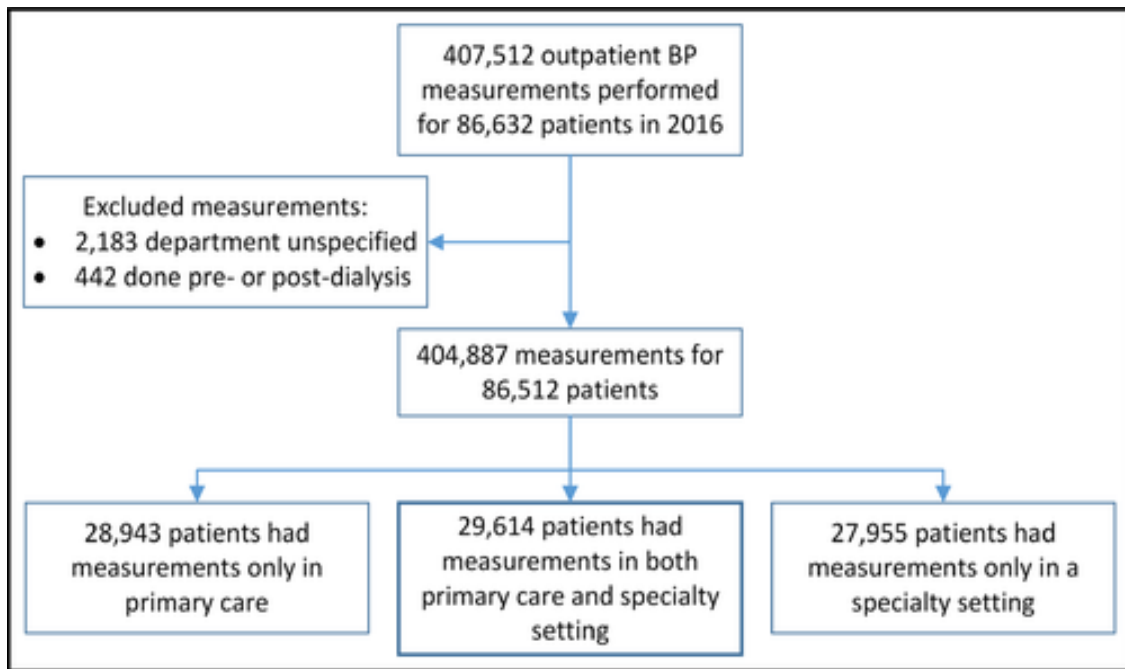 407,512 outpatient BP
measurements performed
for 86,632 patients in 2016
Excluded measurements:
• 2,183 department unspecified
• 442 done pre- or post-dialysis
404,887 measurements for
86,512 patients
28,943 patients had
measurements only in
primary care
29,614 patients had
measurements in both
primary care and specialty
setting
27,955 patients had
measurements only in a
specialty setting